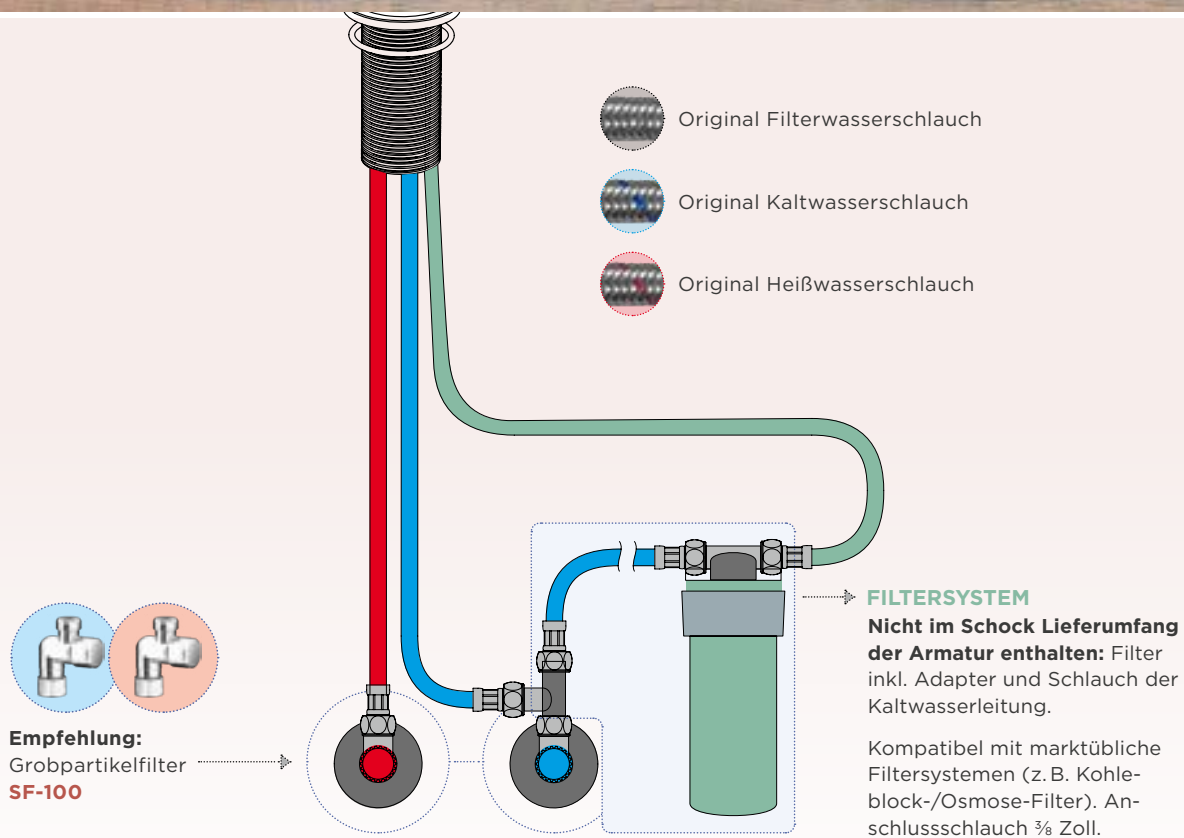 Original Filterwasserschlauch
Original Kaltwasserschlauch
Original Heißwasserschlauch
FILTERSYSTEM
Nicht im Schock Lieferumfang
der Armatur enthalten: Filter
inkl. Adapter und Schlauch der
Kaltwasserleitung.
Kompatibel mit marktübliche
Filtersystemen (z. B. Kohle-
block-/Osmose-Filter). An-
schlussschlauch ⅜ Zoll.
Empfehlung:
Grobpartikelfilter
SF-100